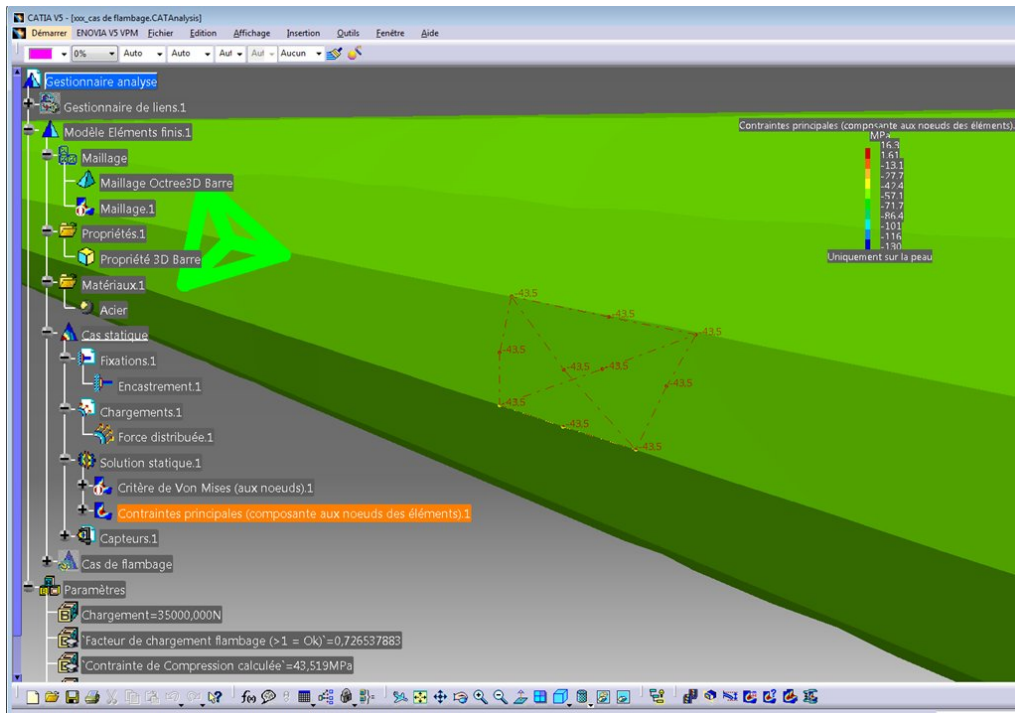 CATIA V5 - [xxx_cas de flambage.CATAnalysis]
Démarrer ENOVIA V5 VPM Fichier Edition Affichage Insertion Outils Fenêtre Aide
0% Auto Auto Aut Aut Aucun
Gestionnaire analyse
Gestionnaire de liens.1
Modèle Eléments finis.1
Maillage
Maillage Octree3D Barre
Maillage.1
Propriétés.1
Propriété 3D Barre
Matériaux.1
Acier
Cas statique
Fixations.1
Encastrement.1
Chargements.1
Force distribuée.1
Solution statique.1
Critère de Von Mises (aux noeuds).1
Contraintes principales (composante aux noeuds des éléments).1
Capteurs.1
Cas de flambage
Paramètres
Chargement=35000,000N
`Facteur de chargement flambage (>1 = Ok)`=0,726537883
`Contrainte de Compression calculée`=43,519MPa
Contraintes principales (composante aux noeuds des éléments).
MPa
16.3
1.61
-13.1
-27.7
-42.4
-57.1
-71.7
-86.4
-101
-116
-130
Uniquement sur la peau
-43.5
-43.5
-43.5
-43.5
-43.5
-43.5
-43.5
-43.5
-43.5
f(x)